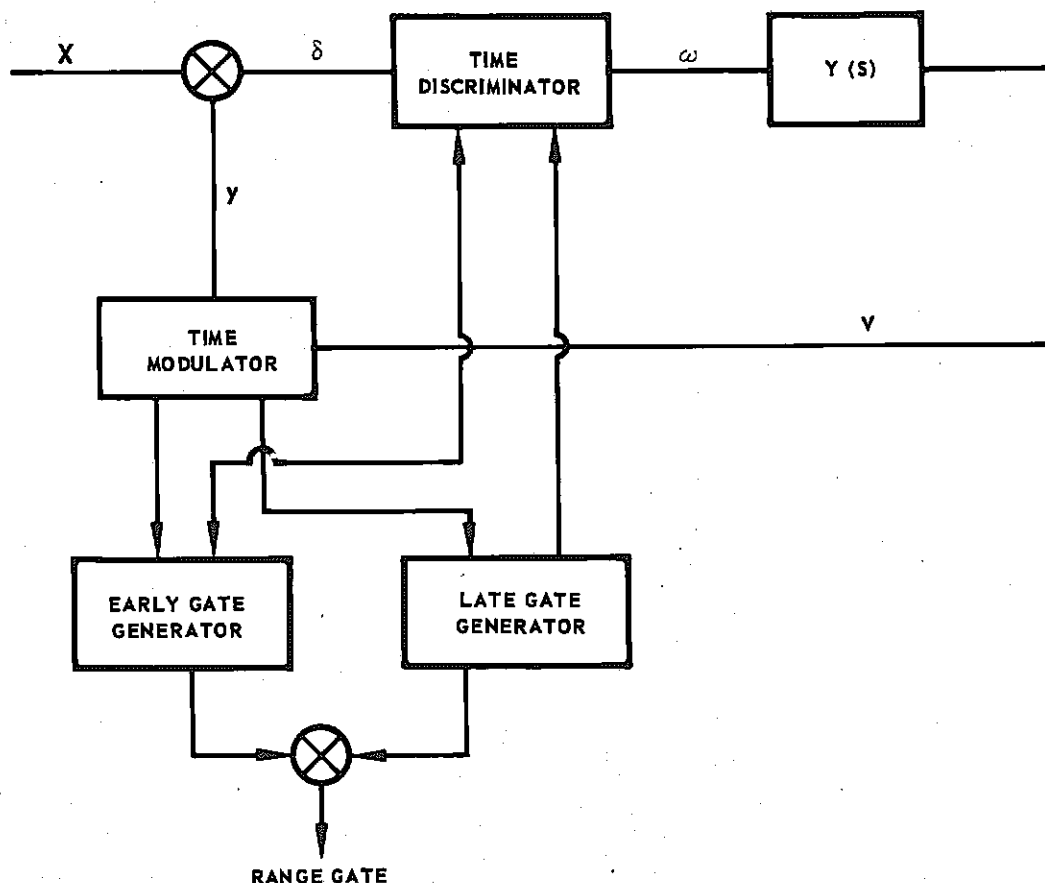 X
δ
TIME
DISCRIMINATOR
ω
Y (S)
y
TIME
MODULATOR
V
EARLY GATE
GENERATOR
LATE GATE
GENERATOR
RANGE GATE